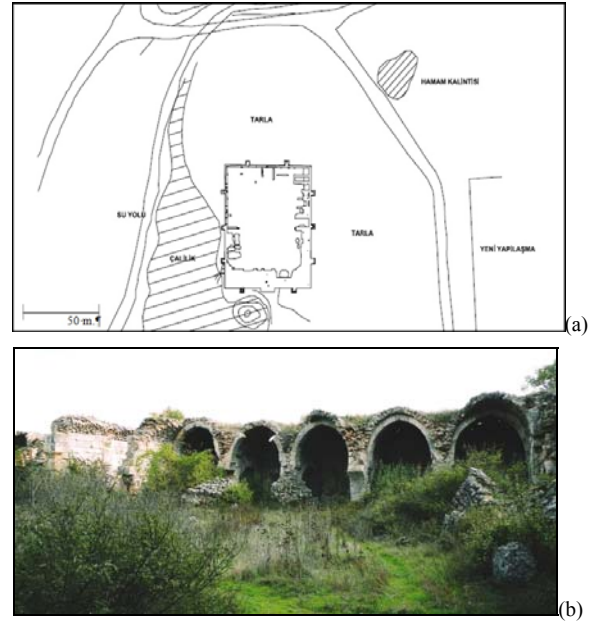 HAMAM KALINTISI
TARLA
SU YOLU
TARLA
ÇALILIK
YENİ YAPILAŞMA
50 m.¶
(a)
(b)